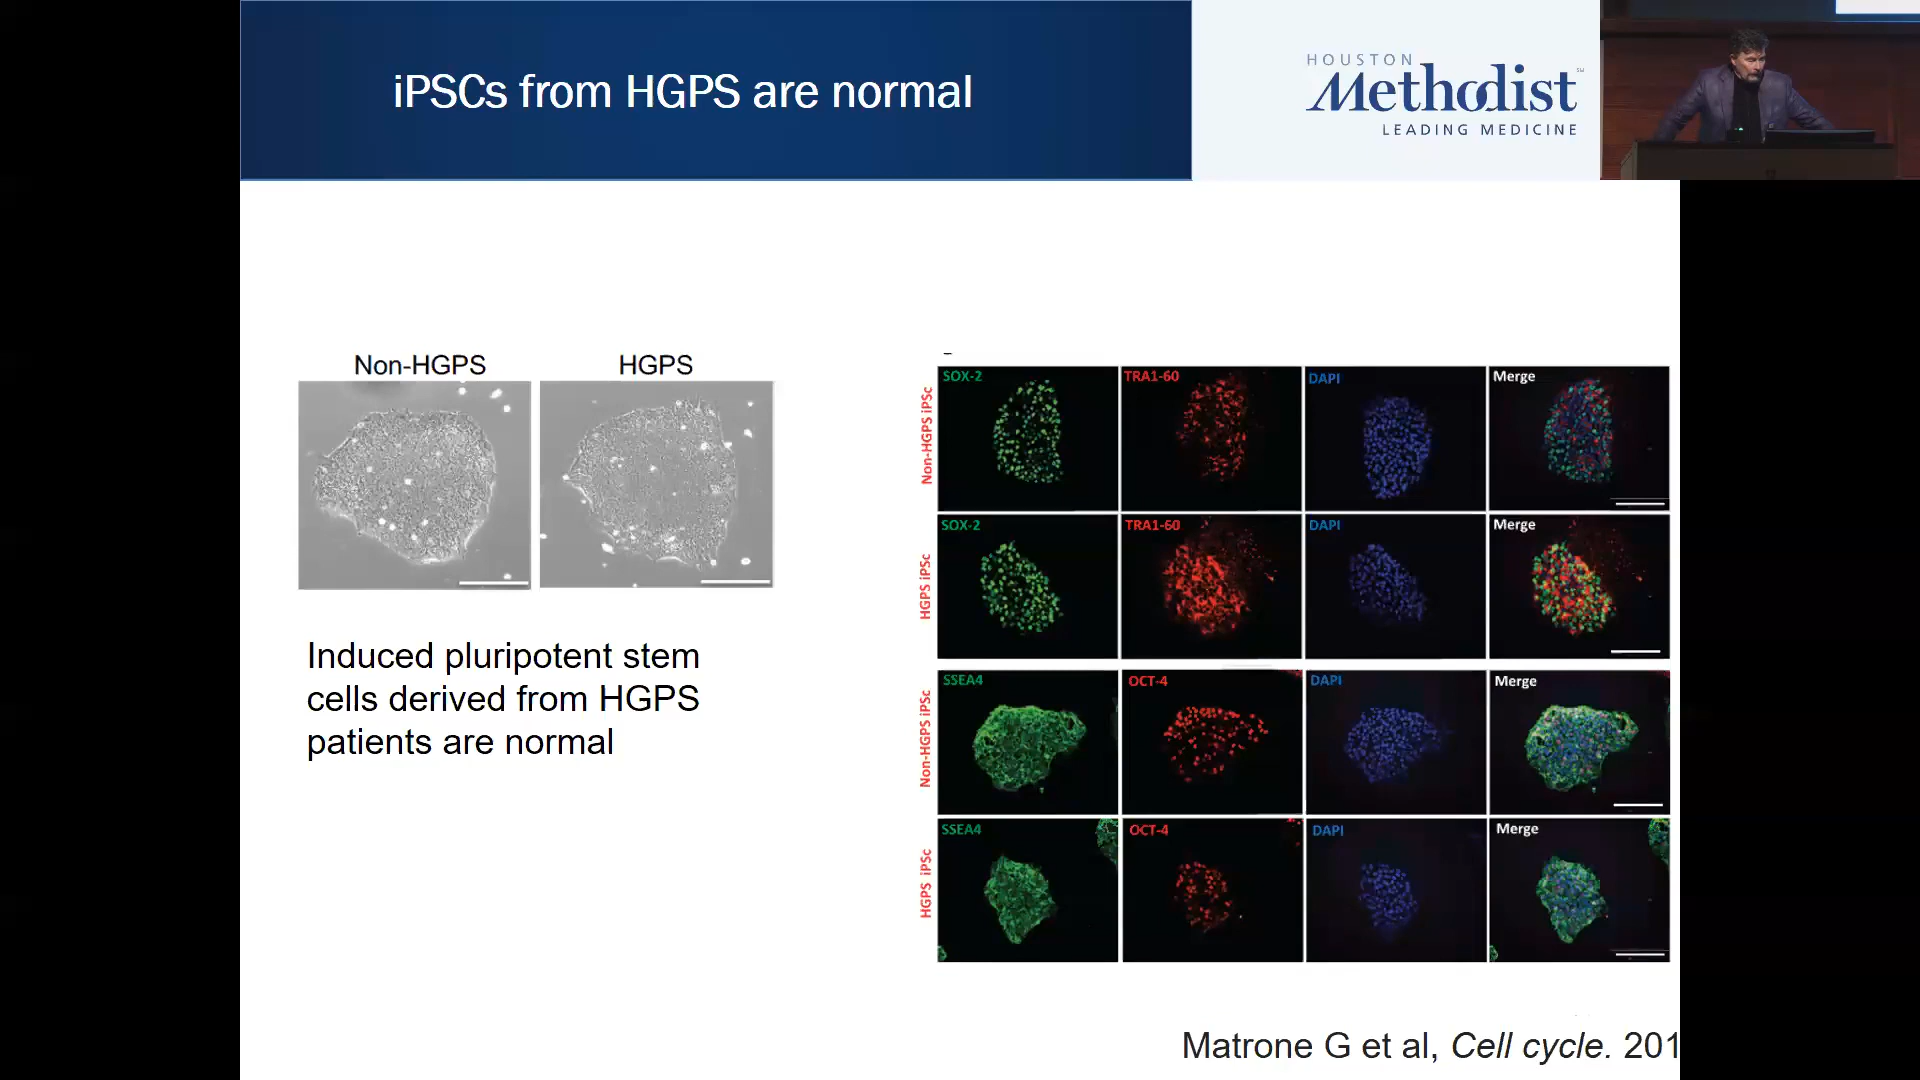 iPSCs from HGPS are normal
HOUSTON
Methodist
LEADING MEDICINE
Non-HGPS HGPS
Induced pluripotent stem
cells derived from HGPS
patients are normal
Non-HGPS iPSc
SOX-2 TRA1-60 DAPI Merge
HGPS iPSc
SOX-2 TRA1-60 DAPI Merge
Non-HGPS iPSc
SSEA4 OCT-4 DAPI Merge
HGPS iPSc
SSEA4 OCT-4 DAPI Merge
Matrone G et al, Cell cycle. 201